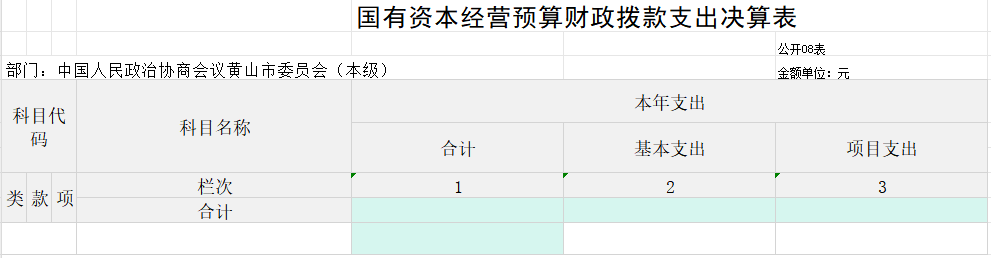 国有资本经营预算财政拨款支出决算表
公开08表
部门：中国人民政治协商会议黄山市委员会（本级）
金额单位：元
科目代码
科目名称
本年支出
合计
基本支出
项目支出
类 款 项
栏次 1 2 3
合计